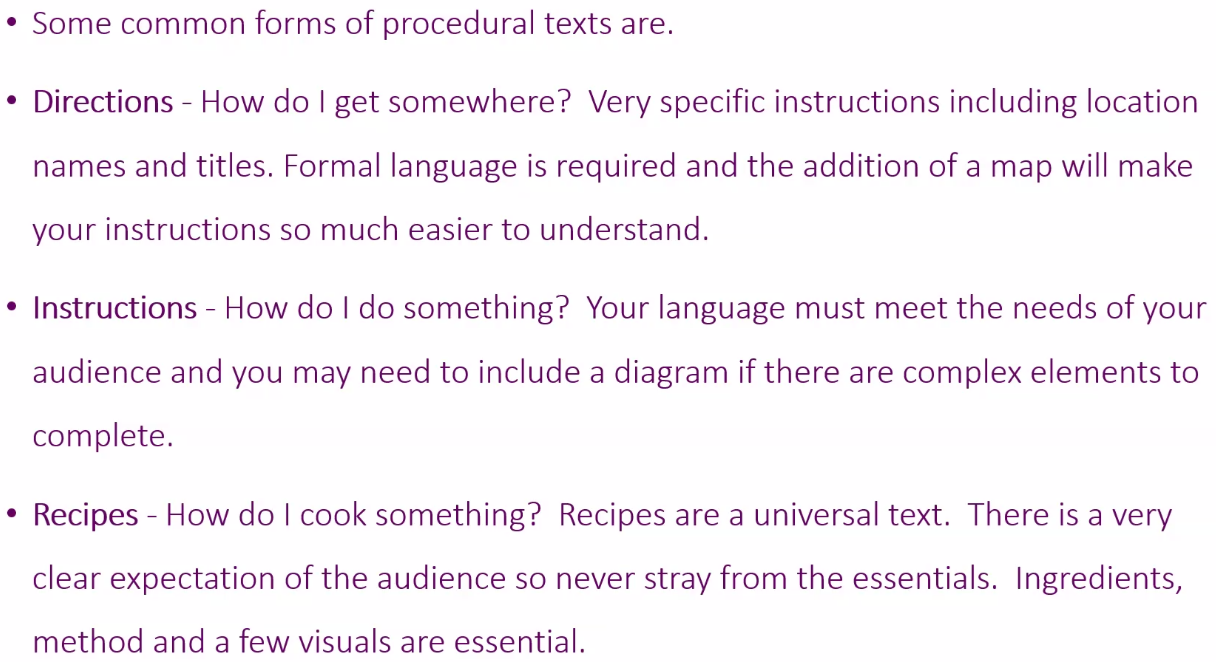 • Some common forms of procedural texts are.
• Directions - How do I get somewhere?  Very specific instructions including location
names and titles. Formal language is required and the addition of a map will make
your instructions so much easier to understand.
• Instructions - How do I do something?  Your language must meet the needs of your
audience and you may need to include a diagram if there are complex elements to
complete.
• Recipes - How do I cook something?  Recipes are a universal text.  There is a very
clear expectation of the audience so never stray from the essentials.  Ingredients,
method and a few visuals are essential.